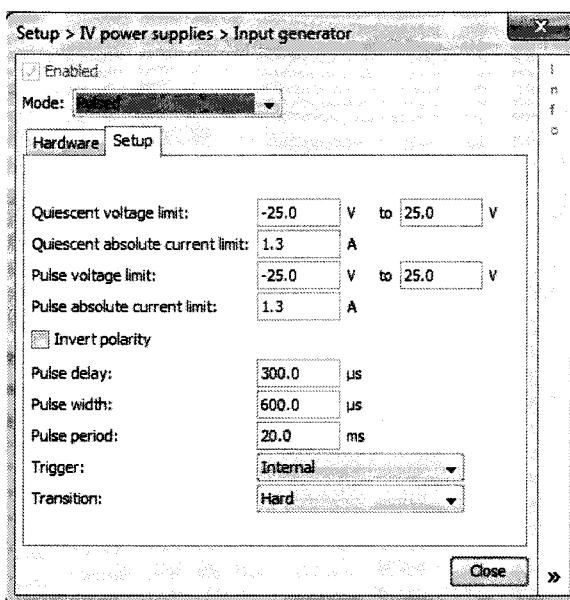 Setup > IV power supplies > Input generator
Enabled
Mode: Pulsed
Hardware Setup
Quiescent voltage limit: -25.0 V to 25.0 V
Quiescent absolute current limit: 1.3 A
Pulse voltage limit: -25.0 V to 25.0 V
Pulse absolute current limit: 1.3 A
Invert polarity
Pulse delay: 300.0 µs
Pulse width: 600.0 µs
Pulse period: 20.0 ms
Trigger: Internal
Transition: Hard
Close
Info